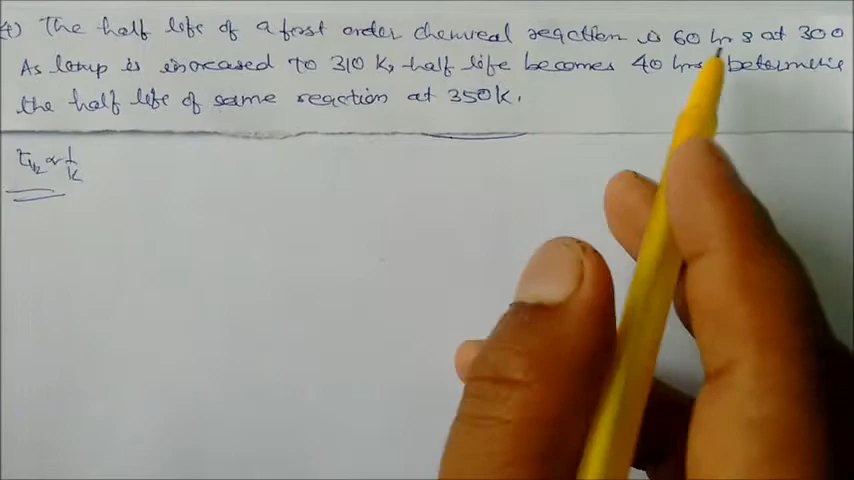 4) The half life of a first order chemical reaction is 60 hrs at 300
As temp is increased to 310 K, half life becomes 40 hrs. Determine
the half life of same reaction at 350K.
t1/2 ∝ 1/K